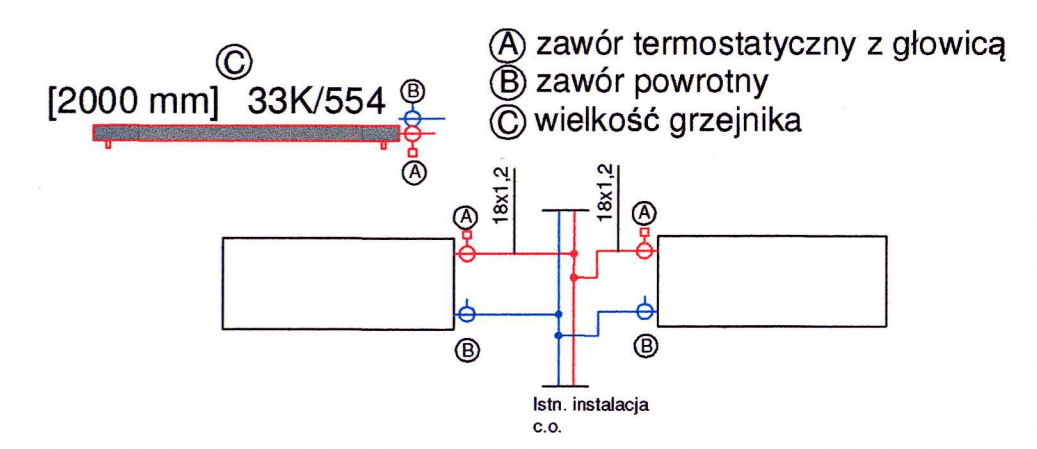 Ⓒ
[2000 mm] 33K/554
Ⓑ
Ⓐ
Ⓐ zawór termostatyczny z głowicą
Ⓑ zawór powrotny
Ⓒ wielkość grzejnika
18x1,2
18x1,2
Ⓐ
Ⓐ
Ⓑ
Ⓑ
Istn. instalacja
c.o.